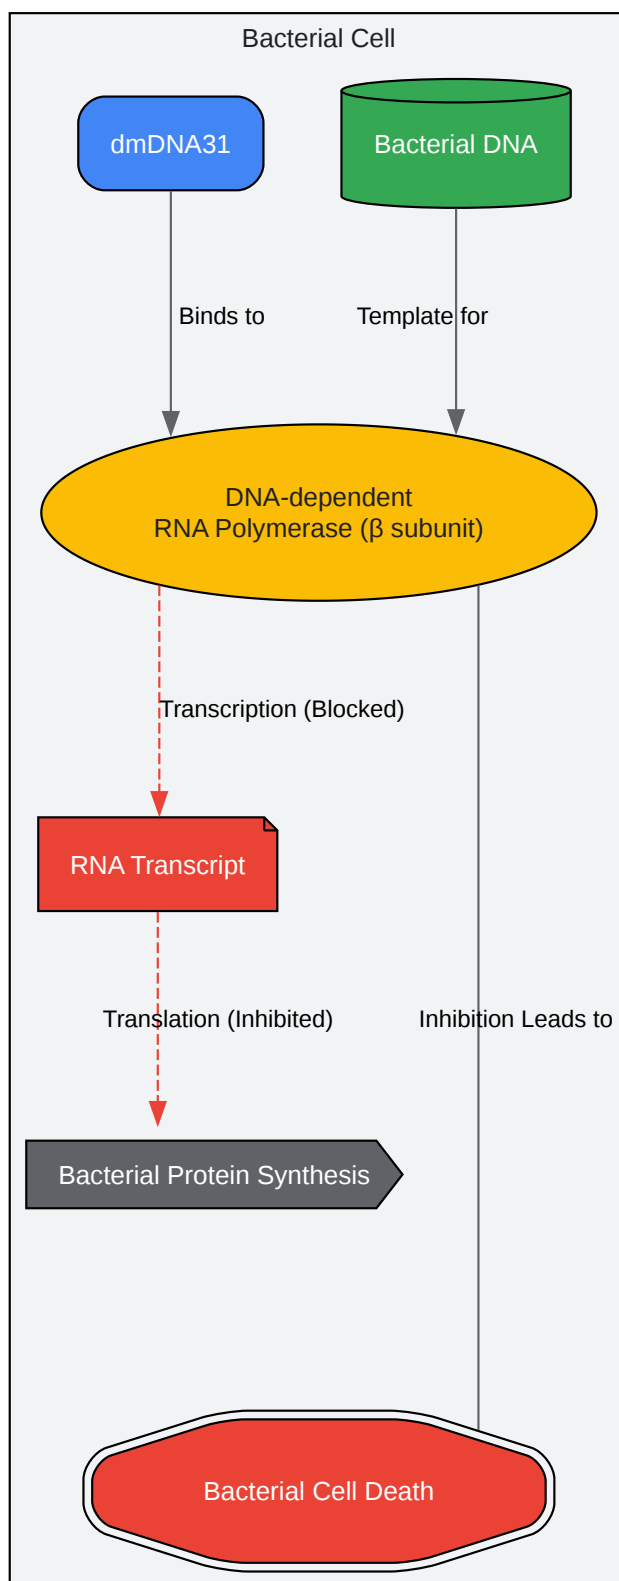 Bacterial Cell
dmDNA31
Bacterial DNA
Binds to
Template for
DNA-dependent
RNA Polymerase (β subunit)
Transcription (Blocked)
RNA Transcript
Translation (Inhibited)
Inhibition Leads to
Bacterial Protein Synthesis
Bacterial Cell Death